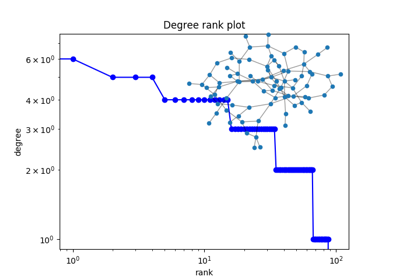 Degree rank plot
6 × 10⁰
4 × 10⁰
3 × 10⁰
2 × 10⁰
10⁰
degree
10⁰ 10¹ 10²
rank